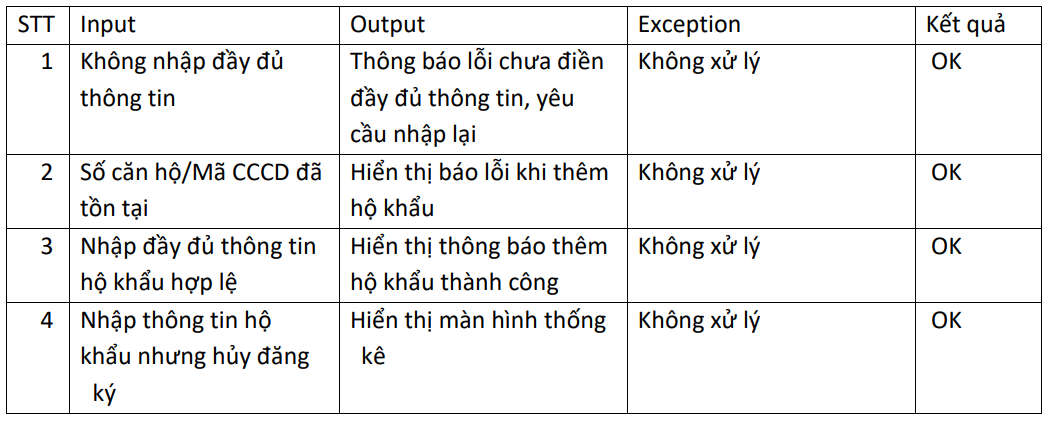 STT Input Output Exception Kết quả
1 Không nhập đầy đủ Thông báo lỗi chưa điền Không xử lý OK
thông tin đầy đủ thông tin, yêu
cầu nhập lại
2 Số căn hộ/Mã CCCD đã Hiển thị báo lỗi khi thêm Không xử lý OK
tồn tại hộ khẩu
3 Nhập đầy đủ thông tin Hiển thị thông báo thêm Không xử lý OK
hộ khẩu hợp lệ hộ khẩu thành công
4 Nhập thông tin hộ Hiển thị màn hình thống Không xử lý OK
khẩu nhưng hủy đăng kê
ký